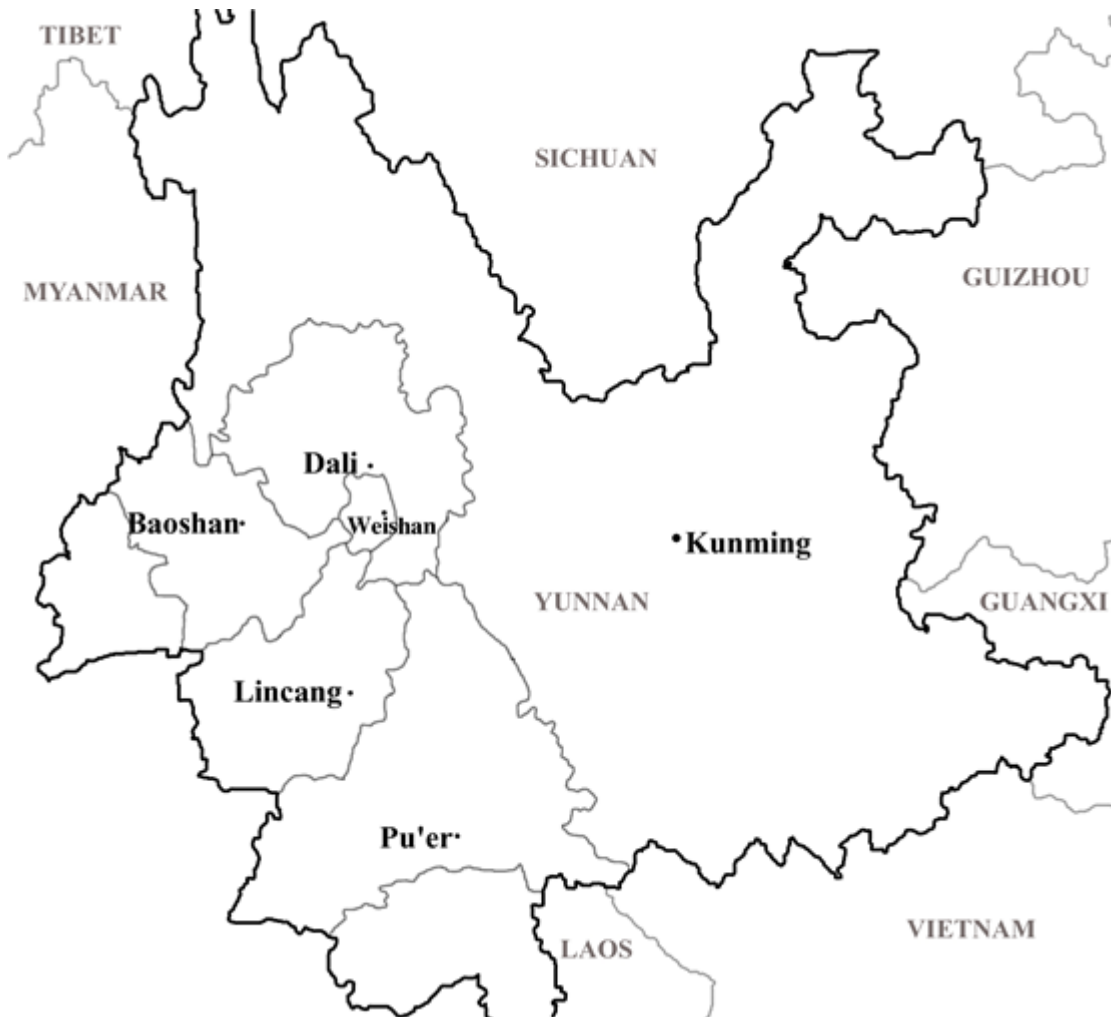 TIBET
SICHUAN
MYANMAR
GUIZHOU
Dali
Baoshan
Weishan
Kunming
YUNNAN
GUANGXI
Lincang
Pu'er
VIETNAM
LAOS